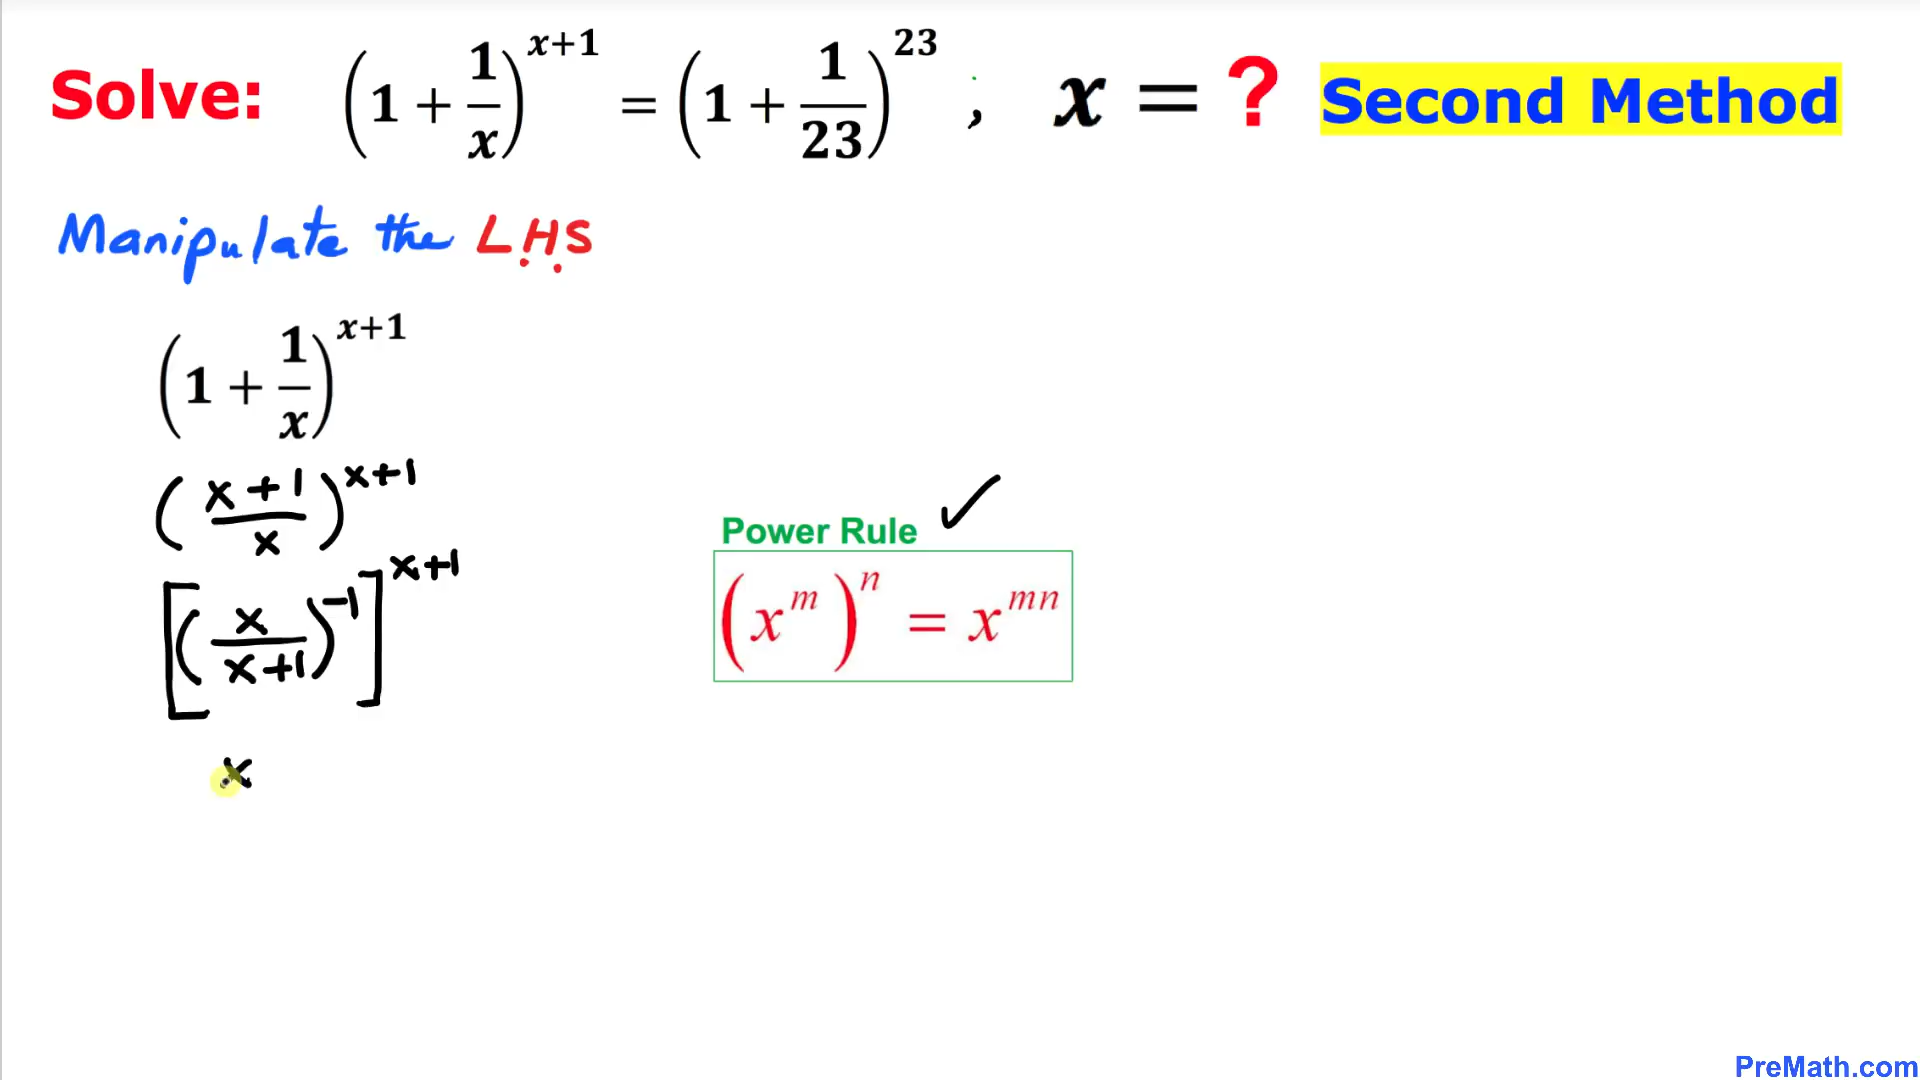 Solve: (1 + 1/x)^(x+1) = (1 + 1/23)^23 ; x = ? Second Method
Manipulate the LHS
(1 + 1/x)^(x+1)
((x+1)/x)^(x+1)
[(x/(x+1))^-1]^(x+1)
x
Power Rule ✓
(x^m)^n = x^mn
PreMath.com